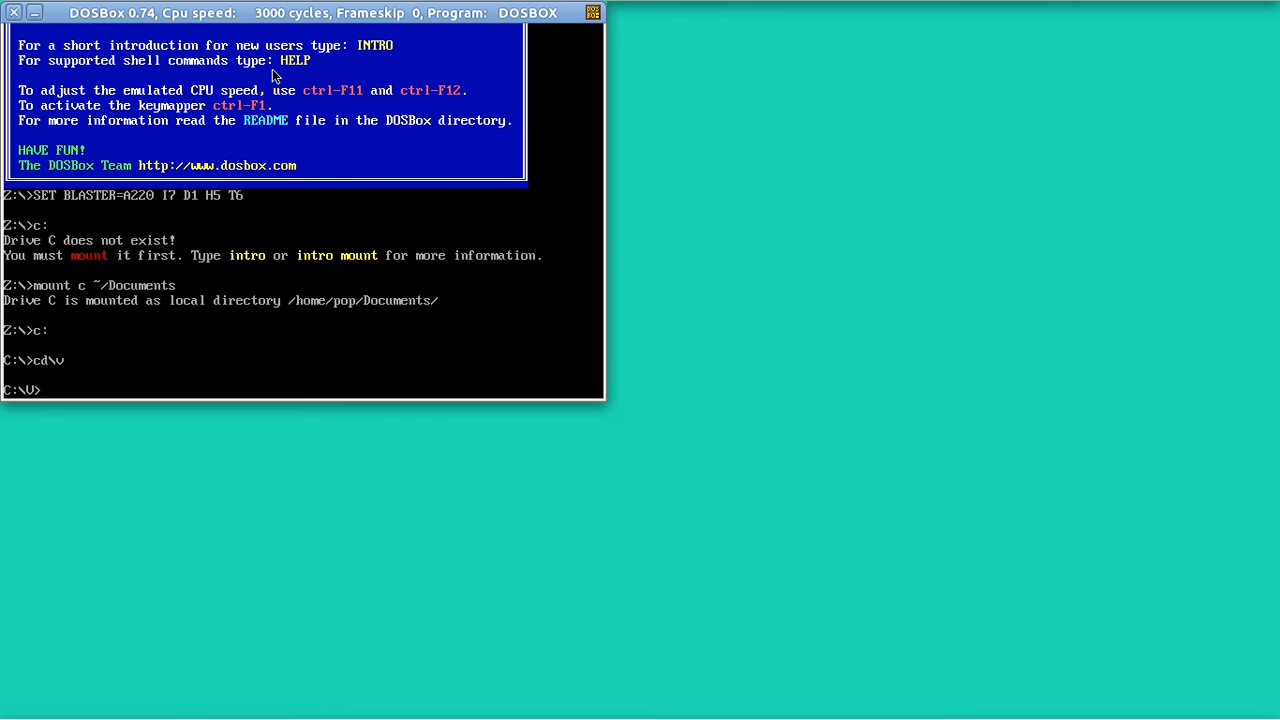 DOSBox 0.74, Cpu speed: 3000 cycles, Frameskip 0, Program: DOSBOX
DOS BOX
For a short introduction for new users type: INTRO
For supported shell commands type: HELP
To adjust the emulated CPU speed, use ctrl-F11 and ctrl-F12.
To activate the keymapper ctrl-F1.
For more information read the README file in the DOSBox directory.
HAVE FUN!
The DOSBox Team http://www.dosbox.com
Z:\>SET BLASTER=A220 I7 D1 H5 T6
Z:\>c:
Drive C does not exist!
You must mount it first. Type intro or intro mount for more information.
Z:\>mount c ~/Documents
Drive C is mounted as local directory /home/pop/Documents/
Z:\>c:
C:\>cd\v
C:\V>